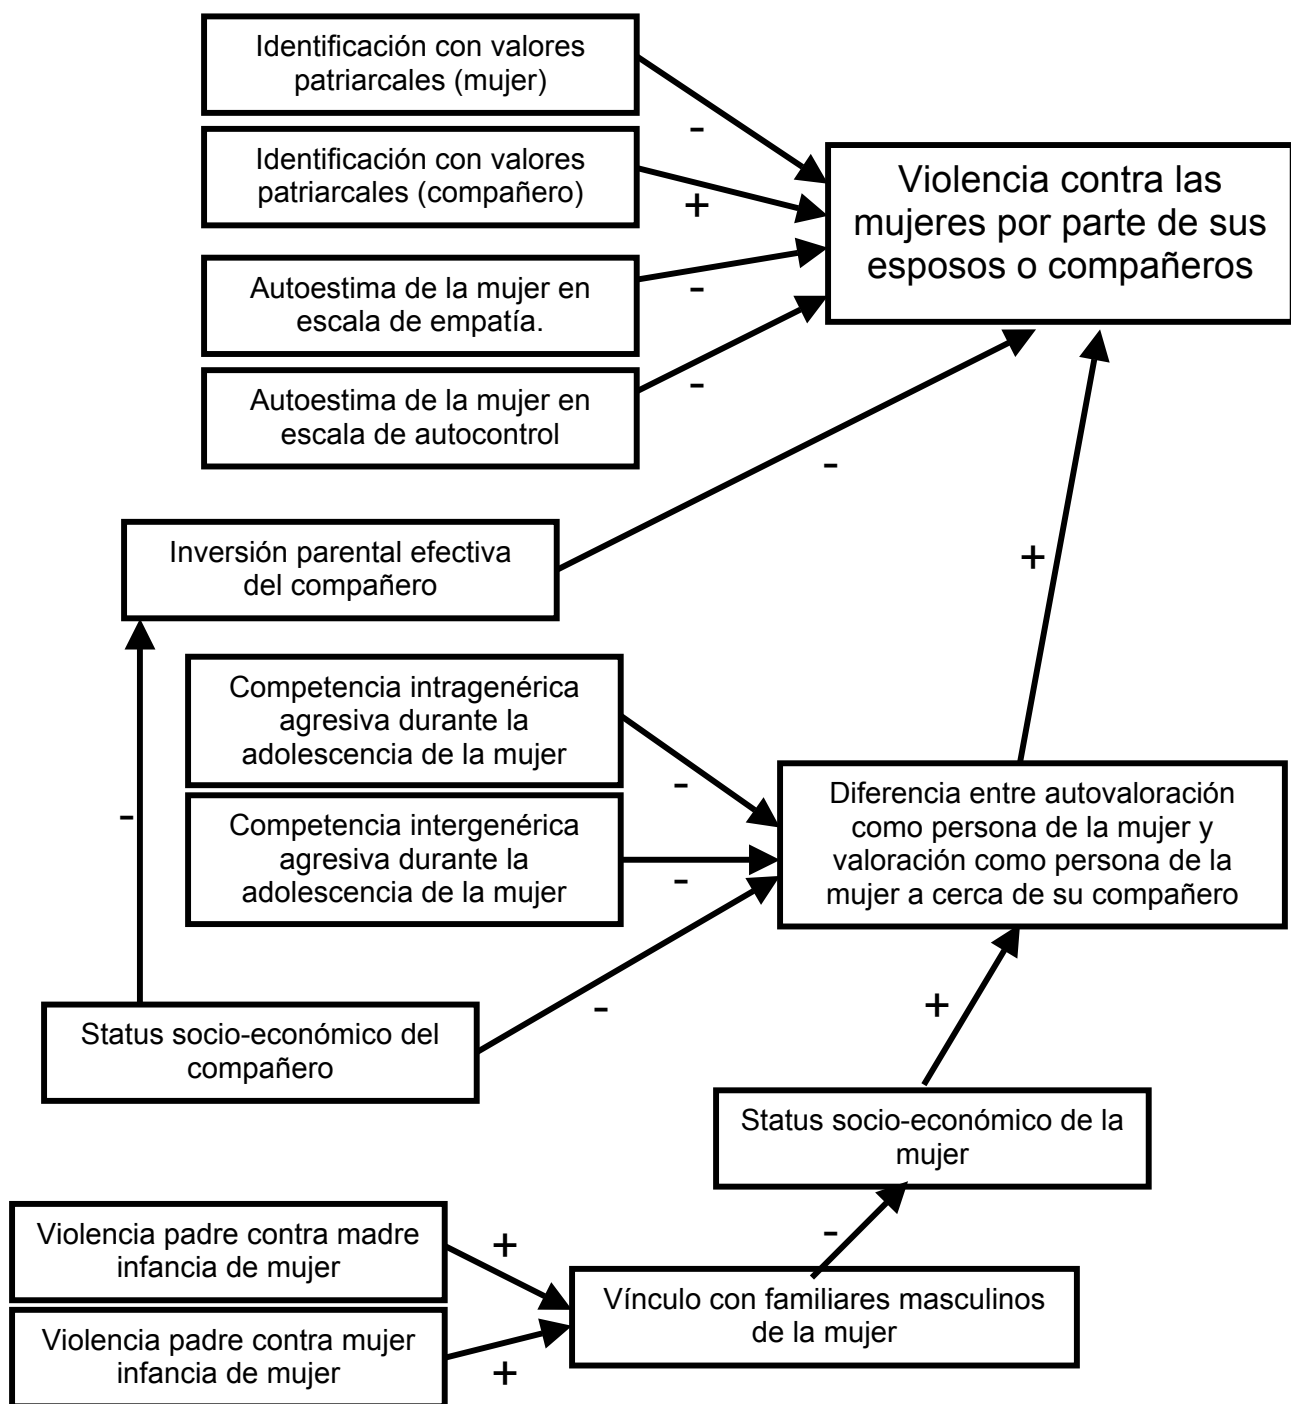 Identificación con valores
patriarcales (mujer)
-
Identificación con valores
patriarcales (compañero)
+
Violencia contra las
mujeres por parte de sus
esposos o compañeros
Autoestima de la mujer en
escala de empatía.
-
Autoestima de la mujer en
escala de autocontrol
-
-
Inversión parental efectiva
del compañero
+
Competencia intragenérica
agresiva durante la
adolescencia de la mujer
-
-
Competencia intergenérica
agresiva durante la
adolescencia de la mujer
-
Diferencia entre autovaloración
como persona de la mujer y
valoración como persona de la
mujer a cerca de su compañero
-
+
Status socio-económico del
compañero
Status socio-económico de la
mujer
-
Violencia padre contra madre
infancia de mujer
+
Violencia padre contra mujer
infancia de mujer
+
Vínculo con familiares masculinos
de la mujer